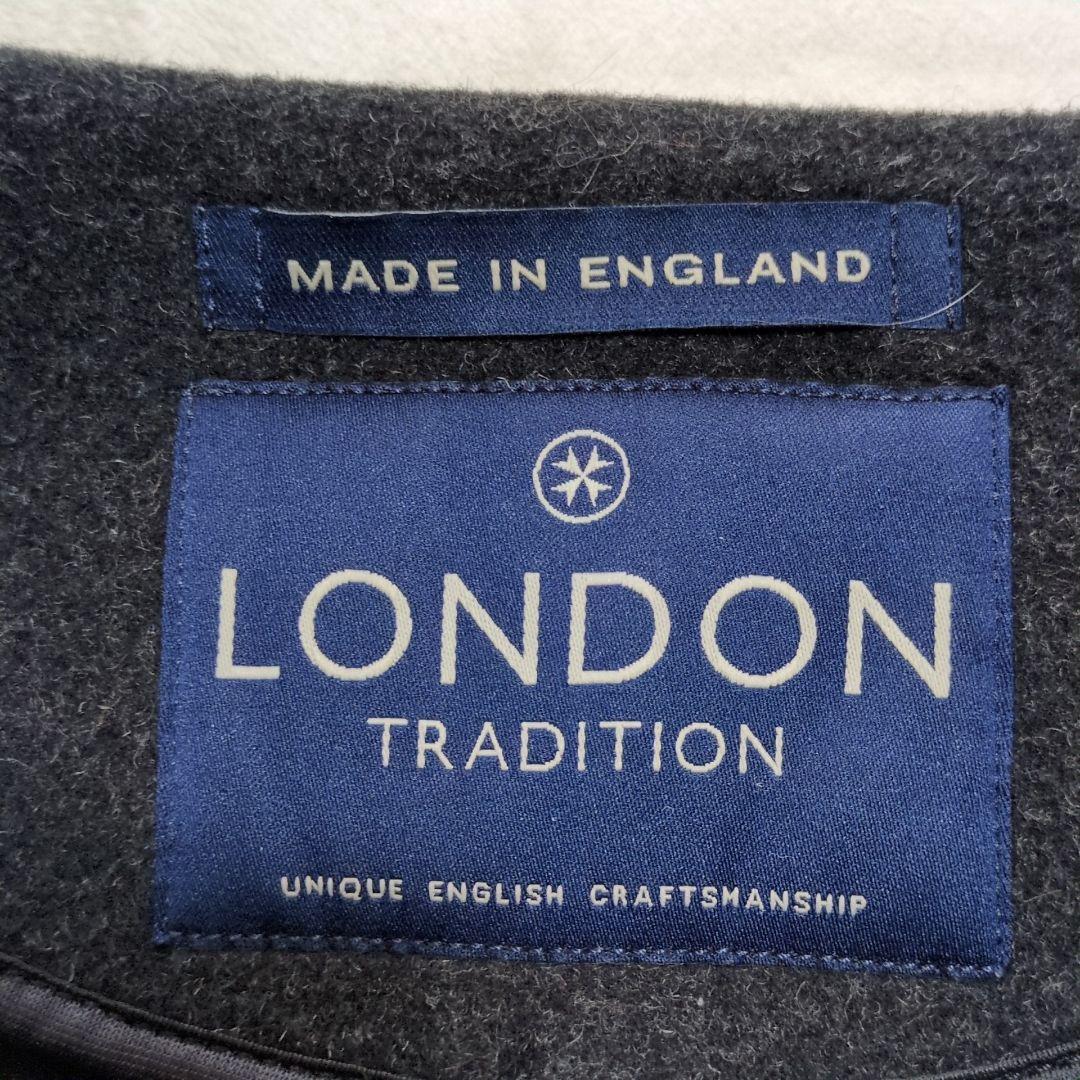 MADE IN ENGLAND
LONDON
TRADITION
UNIQUE ENGLISH CRAFTSMANSHIP